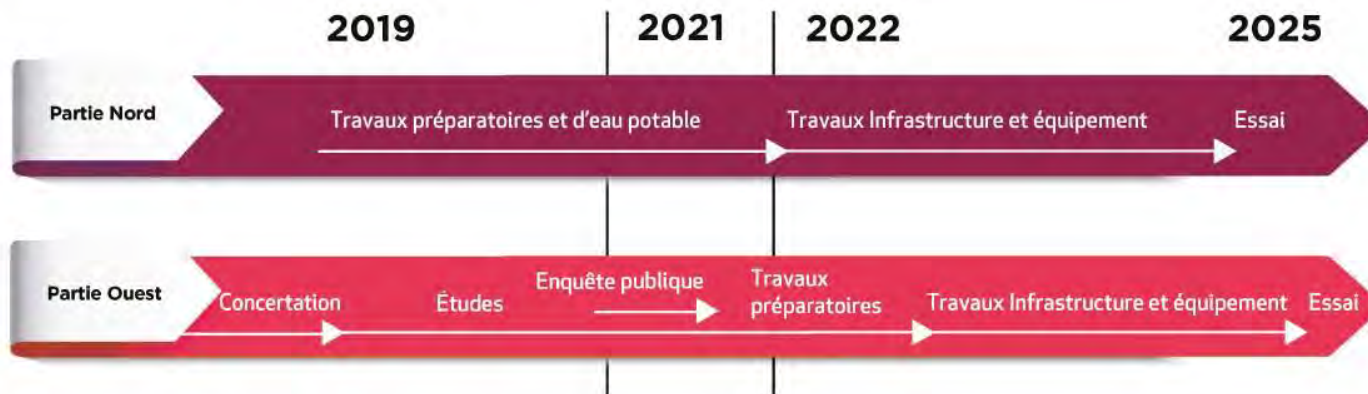 2019 2021 2022 2025
Partie Nord
Travaux préparatoires et d'eau potable
Travaux Infrastructure et équipement
Essai
Partie Ouest
Concertation
Études
Enquête publique
Travaux
préparatoires
Travaux Infrastructure et équipement
Essai